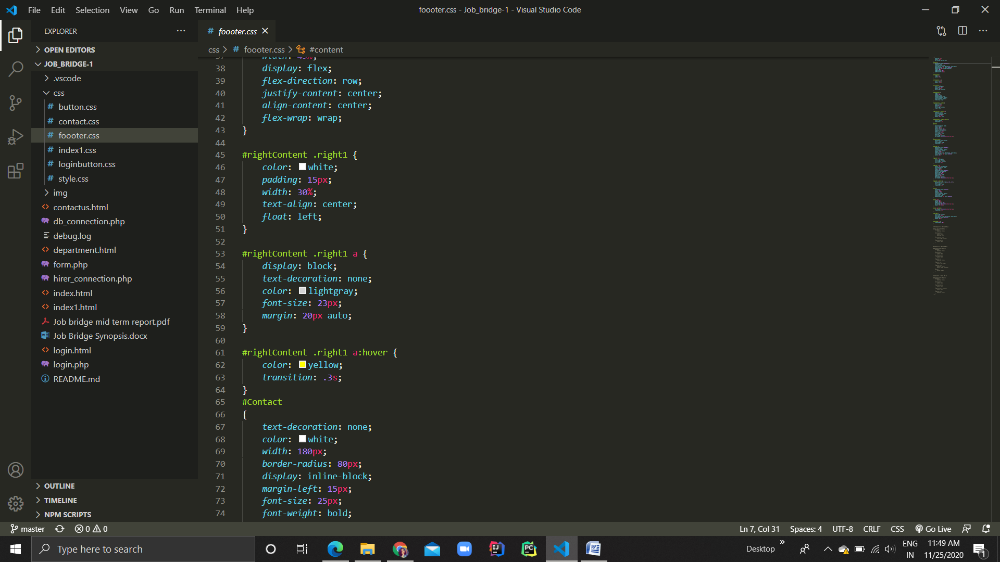 File Edit Selection View Go Run Terminal Help
foooter.css - Job_bridge-1 - Visual Studio Code
EXPLORER
OPEN EDITORS
JOB_BRIDGE-1
.vscode
css
button.css
contact.css
foooter.css
index1.css
loginbutton.css
style.css
img
contactus.html
db_connection.php
debug.log
department.html
form.php
hirer_connection.php
index.html
index1.html
Job bridge mid term report.pdf
Job Bridge Synopsis.docx
login.html
login.php
README.md
OUTLINE
TIMELINE
NPM SCRIPTS
# foooter.css
css > # foooter.css > #content
38 display: flex;
39 flex-direction: row;
40 justify-content: center;
41 align-content: center;
42 flex-wrap: wrap;
43 }
44
45 #rightContent .right1 {
46 color: white;
47 padding: 15px;
48 width: 30%;
49 text-align: center;
50 float: left;
51 }
52
53 #rightContent .right1 a {
54 display: block;
55 text-decoration: none;
56 color: lightgray;
57 font-size: 23px;
58 margin: 20px auto;
59 }
60
61 #rightContent .right1 a:hover {
62 color: yellow;
63 transition: .3s;
64 }
65 #Contact
66 {
67 text-decoration: none;
68 color: white;
69 width: 180px;
70 border-radius: 80px;
71 display: inline-block;
72 margin-left: 15px;
73 font-size: 25px;
74 font-weight: bold;
master 0 0 Ln 7, Col 31 Spaces: 4 UTF-8 CRLF CSS Go Live
Type here to search
Desktop
ENG
IN
11:49 AM
11/25/2020
1